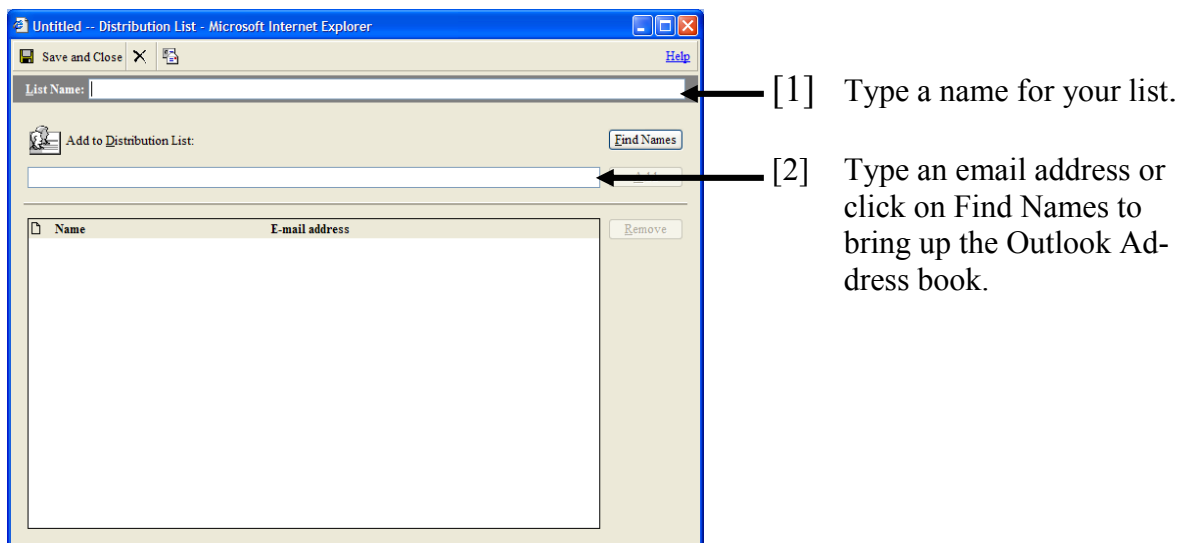 Untitled -- Distribution List - Microsoft Internet Explorer
Save and Close Help
List Name:
[1] Type a name for your list.
Add to Distribution List: Find Names
[2] Type an email address or
click on Find Names to
bring up the Outlook Ad-
dress book.
Name E-mail address Remove